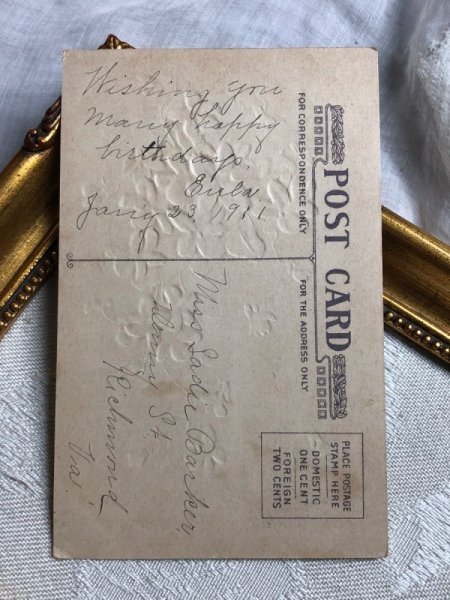 POST CARD
FOR CORRESPONDENCE ONLY
FOR THE ADDRESS ONLY
PLACE POSTAGE
STAMP HERE
DOMESTIC
ONE CENT
FOREIGN
TWO CENTS
Wishing you
many happy
birthdays.
Eula.
Jany 23, 1911
Miss Sadie Barker,
St.
Richmond,
Va.